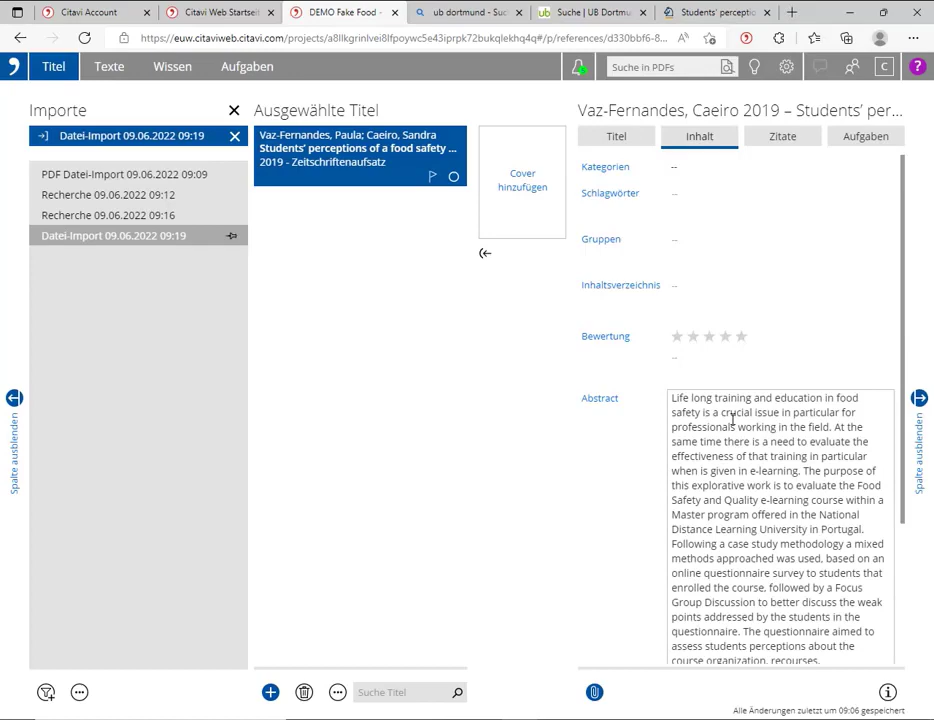 Citavi Account
Citavi Web Startseit
DEMO Fake Food -
ub dortmund - Suc
Suche | UB Dortmun
Students' perceptio
https://euw.citaviweb.citavi.com/projects/
#/p/references/d330bbf6-8...
Titel
Texte
Wissen
Aufgaben
Suche in PDFs
C
?
Importe
Datei-Import 09.06.2022 09:19
PDF Datei-Import 09.06.2022 09:09
Recherche 09.06.2022 09:12
Recherche 09.06.2022 09:16
Datei-Import 09.06.2022 09:19
Ausgewählte Titel
Vaz-Fernandes, Paula; Caeiro, Sandra
Students' perceptions of a food safety ...
2019 - Zeitschriftenaufsatz
Cover
hinzufügen
Vaz-Fernandes, Caeiro 2019 – Students' per...
Titel
Inhalt
Zitate
Aufgaben
Kategorien --
Schlagwörter --
Gruppen --
Inhaltsverzeichnis --
Bewertung
--
Abstract
Life long training and education in food
safety is a crucial issue in particular for
professionals working in the field. At the
same time there is a need to evaluate the
effectiveness of that training in particular
when is given in e-learning. The purpose of
this explorative work is to evaluate the Food
Safety and Quality e-learning course within a
Master program offered in the National
Distance Learning University in Portugal.
Following a case study methodology a mixed
methods approached was used, based on an
online questionnaire survey to students that
enrolled the course, followed by a Focus
Group Discussion to better discuss the weak
points addressed by the students in the
questionnaire. The questionnaire aimed to
assess students perceptions about the
course organization, recourses,
Spalte ausblenden
Spalte ausblenden
Suche Titel
Alle Änderungen zuletzt um 09:06 gespeichert